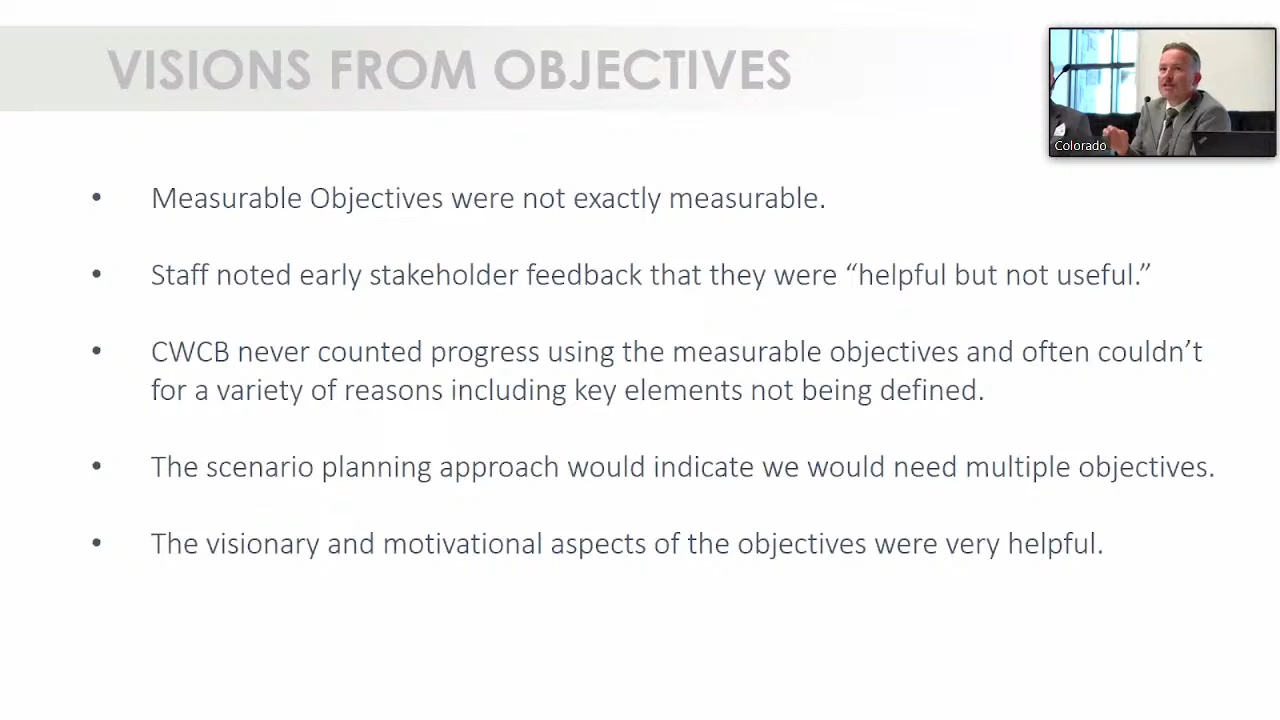 VISIONS FROM OBJECTIVES
Colorado
• Measurable Objectives were not exactly measurable.
• Staff noted early stakeholder feedback that they were “helpful but not useful.”
• CWCB never counted progress using the measurable objectives and often couldn’t
for a variety of reasons including key elements not being defined.
• The scenario planning approach would indicate we would need multiple objectives.
• The visionary and motivational aspects of the objectives were very helpful.